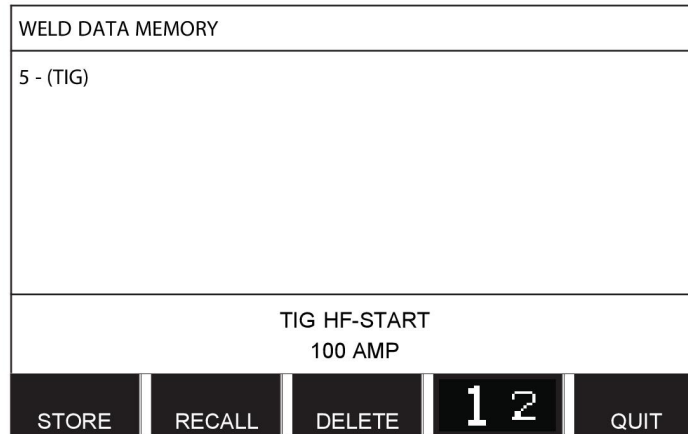 WELD DATA MEMORY
5 - (TIG)
TIG HF-START
100 AMP
STORE RECALL DELETE 1 2 QUIT